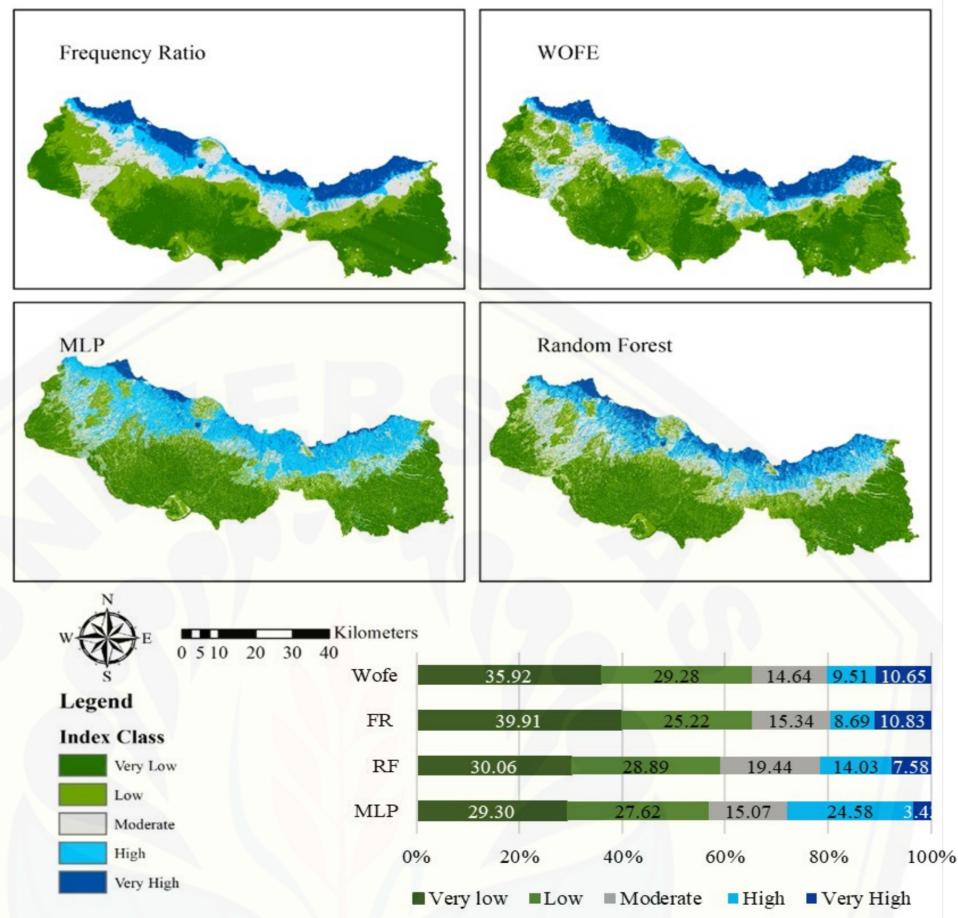 Frequency Ratio
WOFE
MLP
Random Forest
N
W E
S
Kilometers
0 5 10 20 30 40
Legend
Index Class
Very Low
Low
Moderate
High
Very High
Wofe 35.92 29.28 14.64 9.51 10.65
FR 39.91 25.22 15.34 8.69 10.83
RF 30.06 28.89 19.44 14.03 7.58
MLP 29.30 27.62 15.07 24.58
0% 20% 40% 60% 80% 100%
Very low Low Moderate High Very High